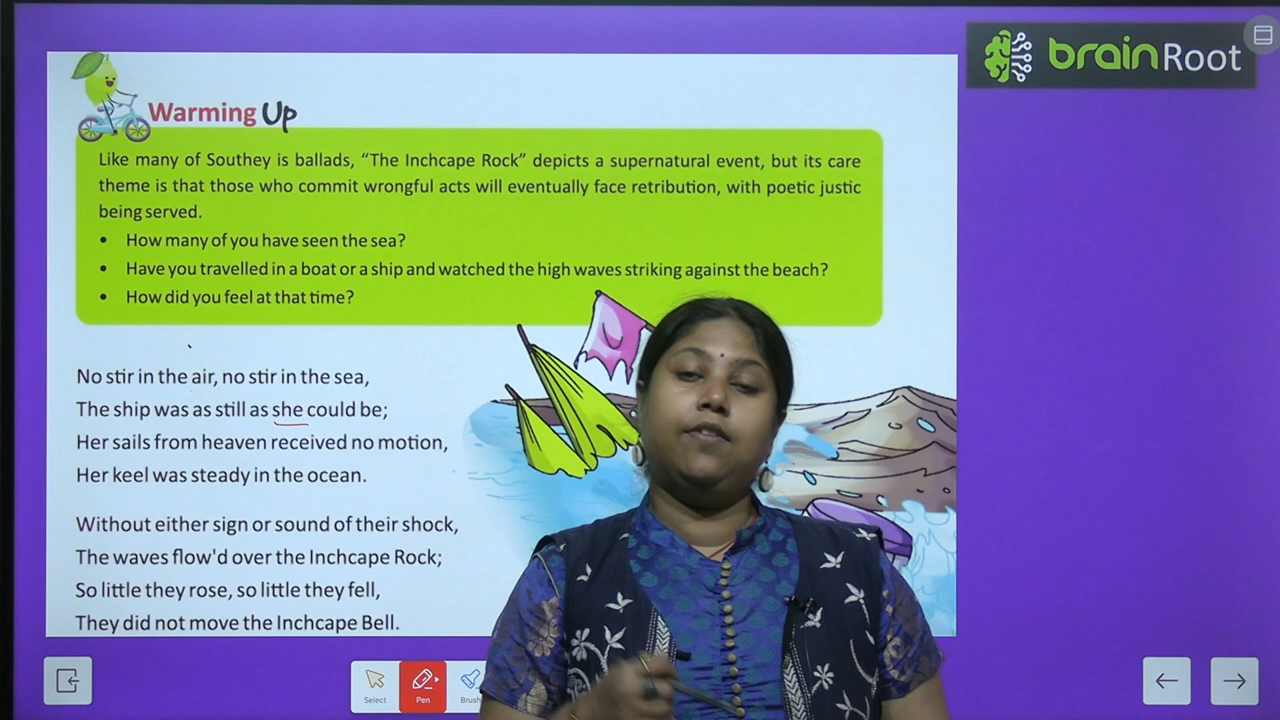 brainRoot
Warming Up
Like many of Southey is ballads, “The Inchcape Rock” depicts a supernatural event, but its care
theme is that those who commit wrongful acts will eventually face retribution, with poetic justic
being served.
• How many of you have seen the sea?
• Have you travelled in a boat or a ship and watched the high waves striking against the beach?
• How did you feel at that time?
No stir in the air, no stir in the sea,
The ship was as still as she could be;
Her sails from heaven received no motion,
Her keel was steady in the ocean.
Without either sign or sound of their shock,
The waves flow'd over the Inchcape Rock;
So little they rose, so little they fell,
They did not move the Inchcape Bell.
Select Pen Brush